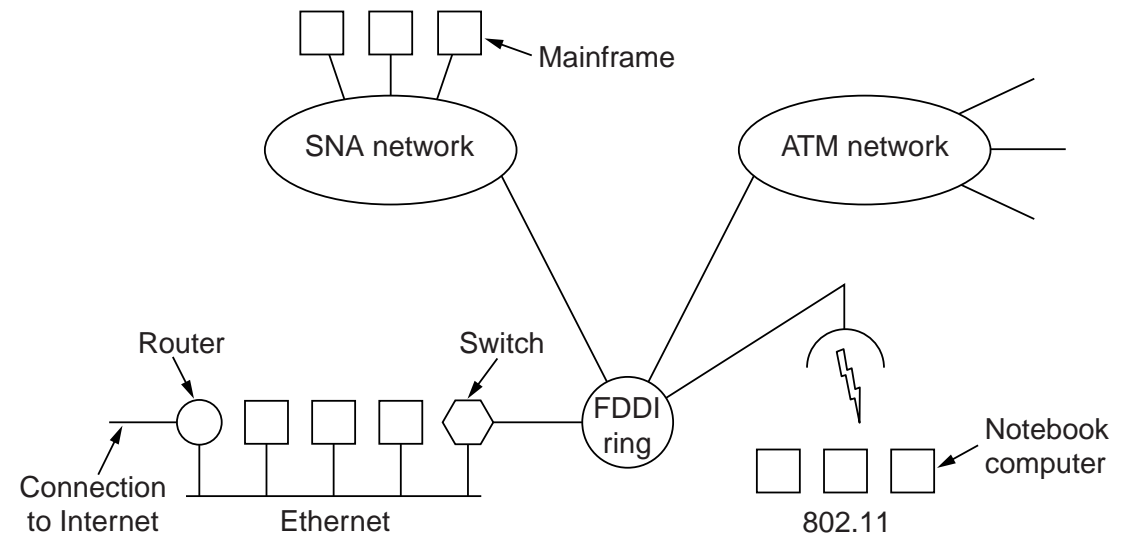 Mainframe
SNA network
ATM network
Router
Switch
FDDI
ring
Notebook
computer
Connection
to Internet
Ethernet
802.11